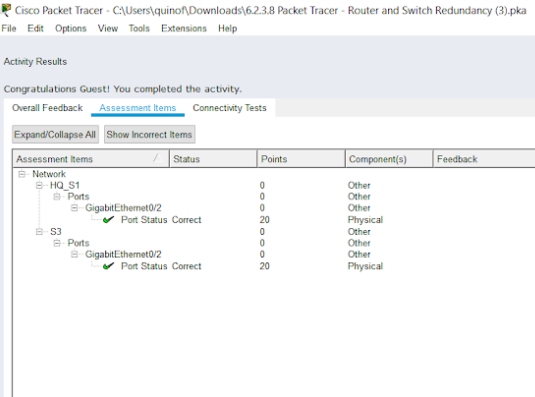 Cisco Packet Tracer - C:\Users\quinof\Downloads\6.2.3.8 Packet Tracer - Router and Switch Redundancy (3).pka
File Edit Options View Tools Extensions Help
Activity Results
Congratulations Guest! You completed the activity.
Overall Feedback Assessment Items Connectivity Tests
Expand/Collapse All Show Incorrect Items
Assessment Items / Status Points Component(s) Feedback
Network
HQ_S1 0 Other
Ports 0 Other
GigabitEthernet0/2 0 Other
Port Status Correct 20 Physical
S3 0 Other
Ports 0 Other
GigabitEthernet0/2 0 Other
Port Status Correct 20 Physical